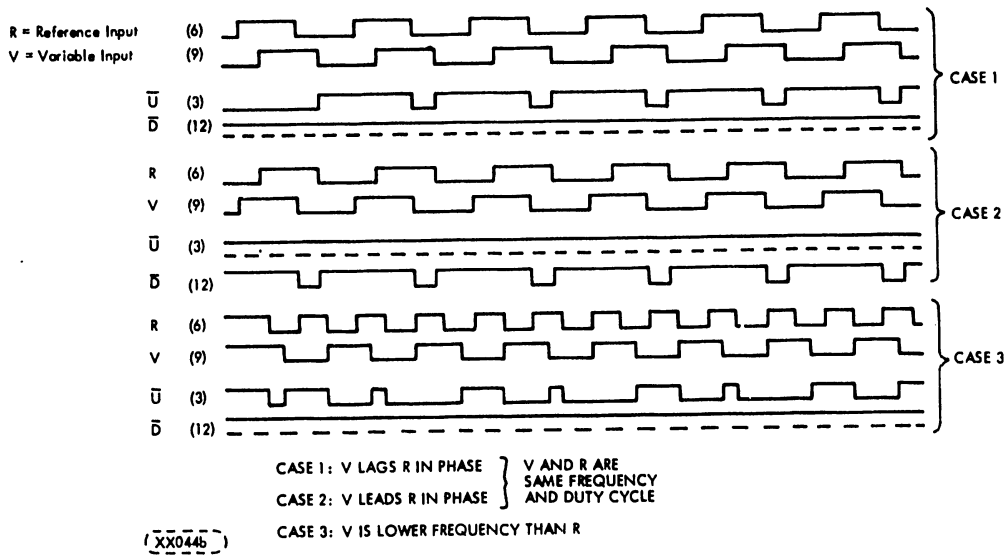 R = Reference Input (6)
V = Variable Input (9)
U̅ (3)
D̅ (12)
CASE 1
R (6)
V (9)
U̅ (3)
D̅ (12)
CASE 2
R (6)
V (9)
U̅ (3)
D̅ (12)
CASE 3
CASE 1: V LAGS R IN PHASE
CASE 2: V LEADS R IN PHASE
V AND R ARE
SAME FREQUENCY
AND DUTY CYCLE
CASE 3: V IS LOWER FREQUENCY THAN R
XX044b